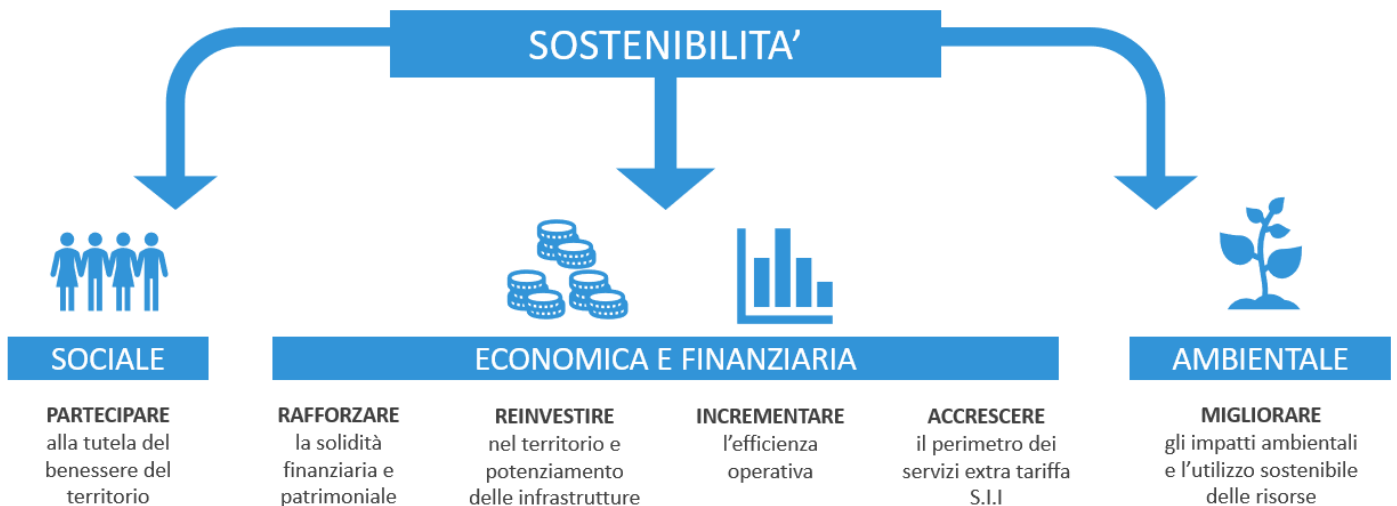 SOSTENIBILITA’
SOCIALE
PARTECIPARE
alla tutela del
benessere del
territorio
ECONOMICA E FINANZIARIA
RAFFORZARE
la solidità
finanziaria e
patrimoniale
REINVESTIRE
nel territorio e
potenziamento
delle infrastrutture
INCREMENTARE
l’efficienza
operativa
ACCRESCERE
il perimetro dei
servizi extra tariffa
S.I.I
AMBIENTALE
MIGLIORARE
gli impatti ambientali
e l’utilizzo sostenibile
delle risorse